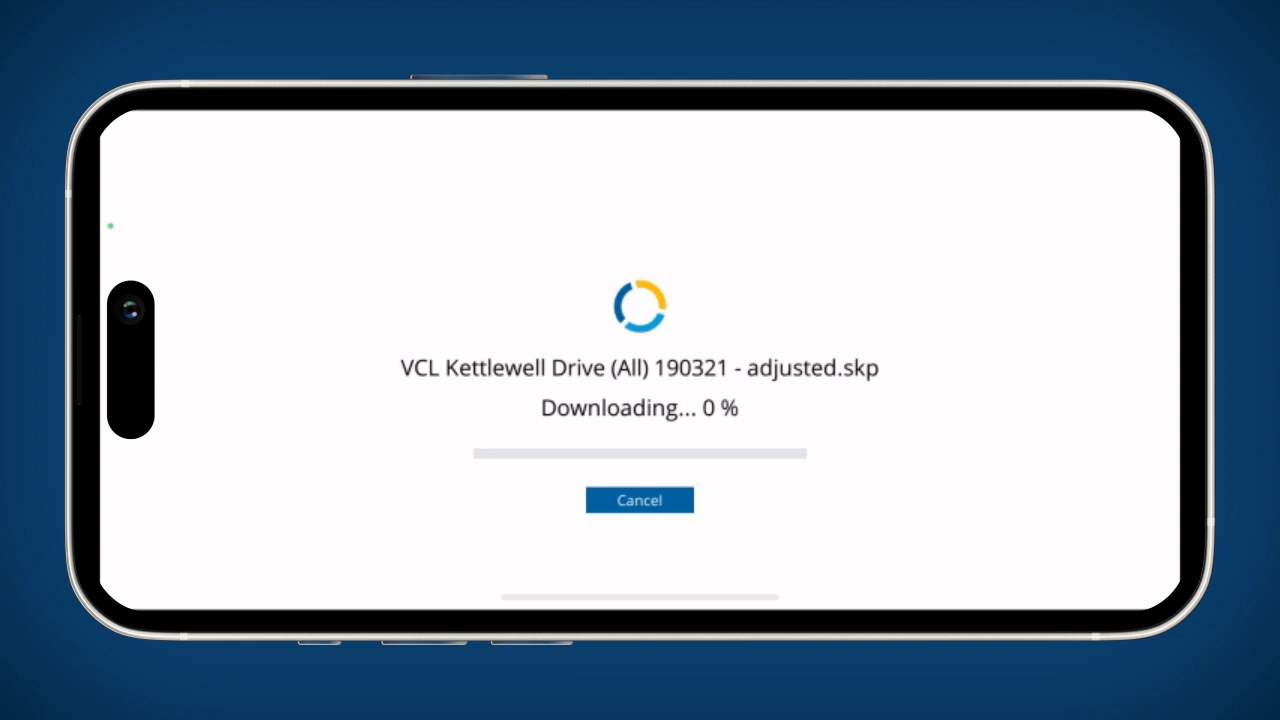 VCL Kettlewell Drive (All) 190321 - adjusted.skp
Downloading... 0 %
Cancel